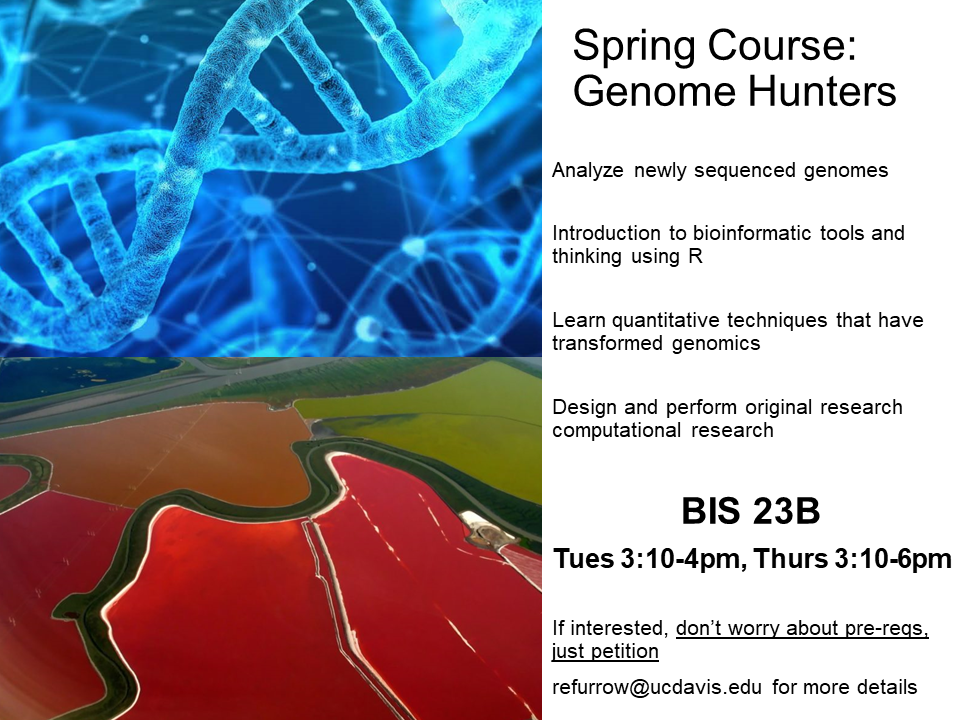 Spring Course:
Genome Hunters
Analyze newly sequenced genomes
Introduction to bioinformatic tools and
thinking using R
Learn quantitative techniques that have
transformed genomics
Design and perform original research
computational research
BIS 23B
Tues 3:10-4pm, Thurs 3:10-6pm
If interested, don’t worry about pre-reqs,
just petition
refurrow@ucdavis.edu for more details